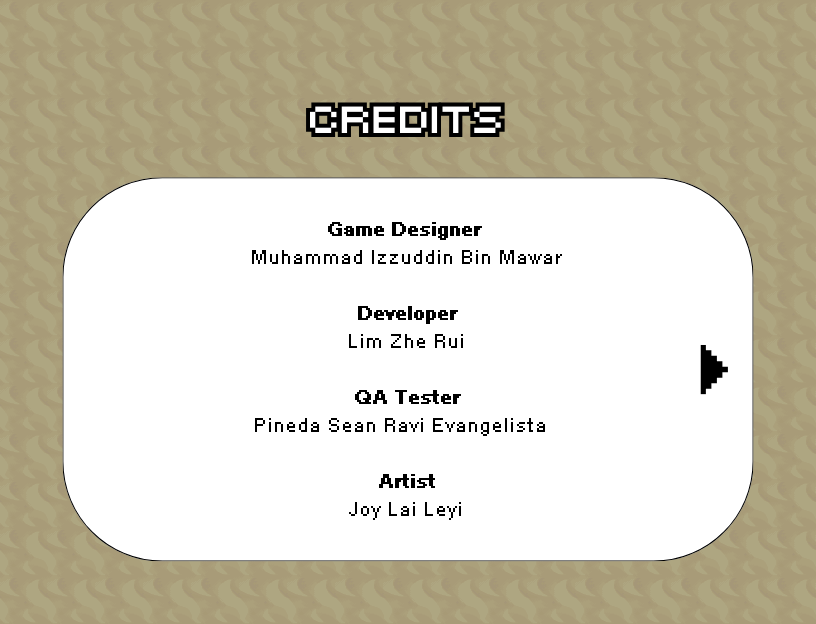 CREDITS
Game Designer
Muhammad Izzuddin Bin Mawar
Developer
Lim Zhe Rui
QA Tester
Pineda Sean Ravi Evangelista
Artist
Joy Lai Leyi